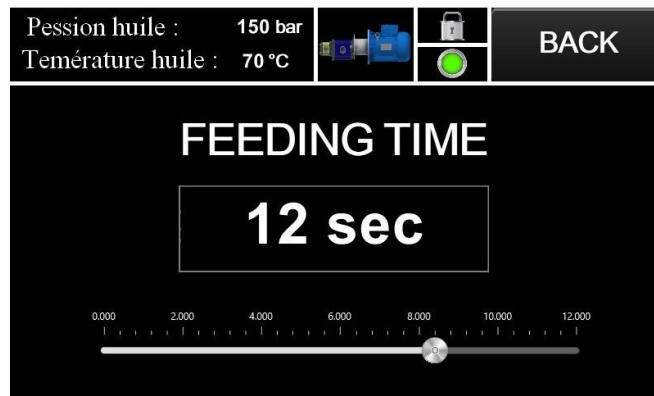 Pession huile : 150 bar
Temérature huile : 70 °C
BACK
FEEDING TIME
12 sec
0.000 2.000 4.000 6.000 8.000 10.000 12.000